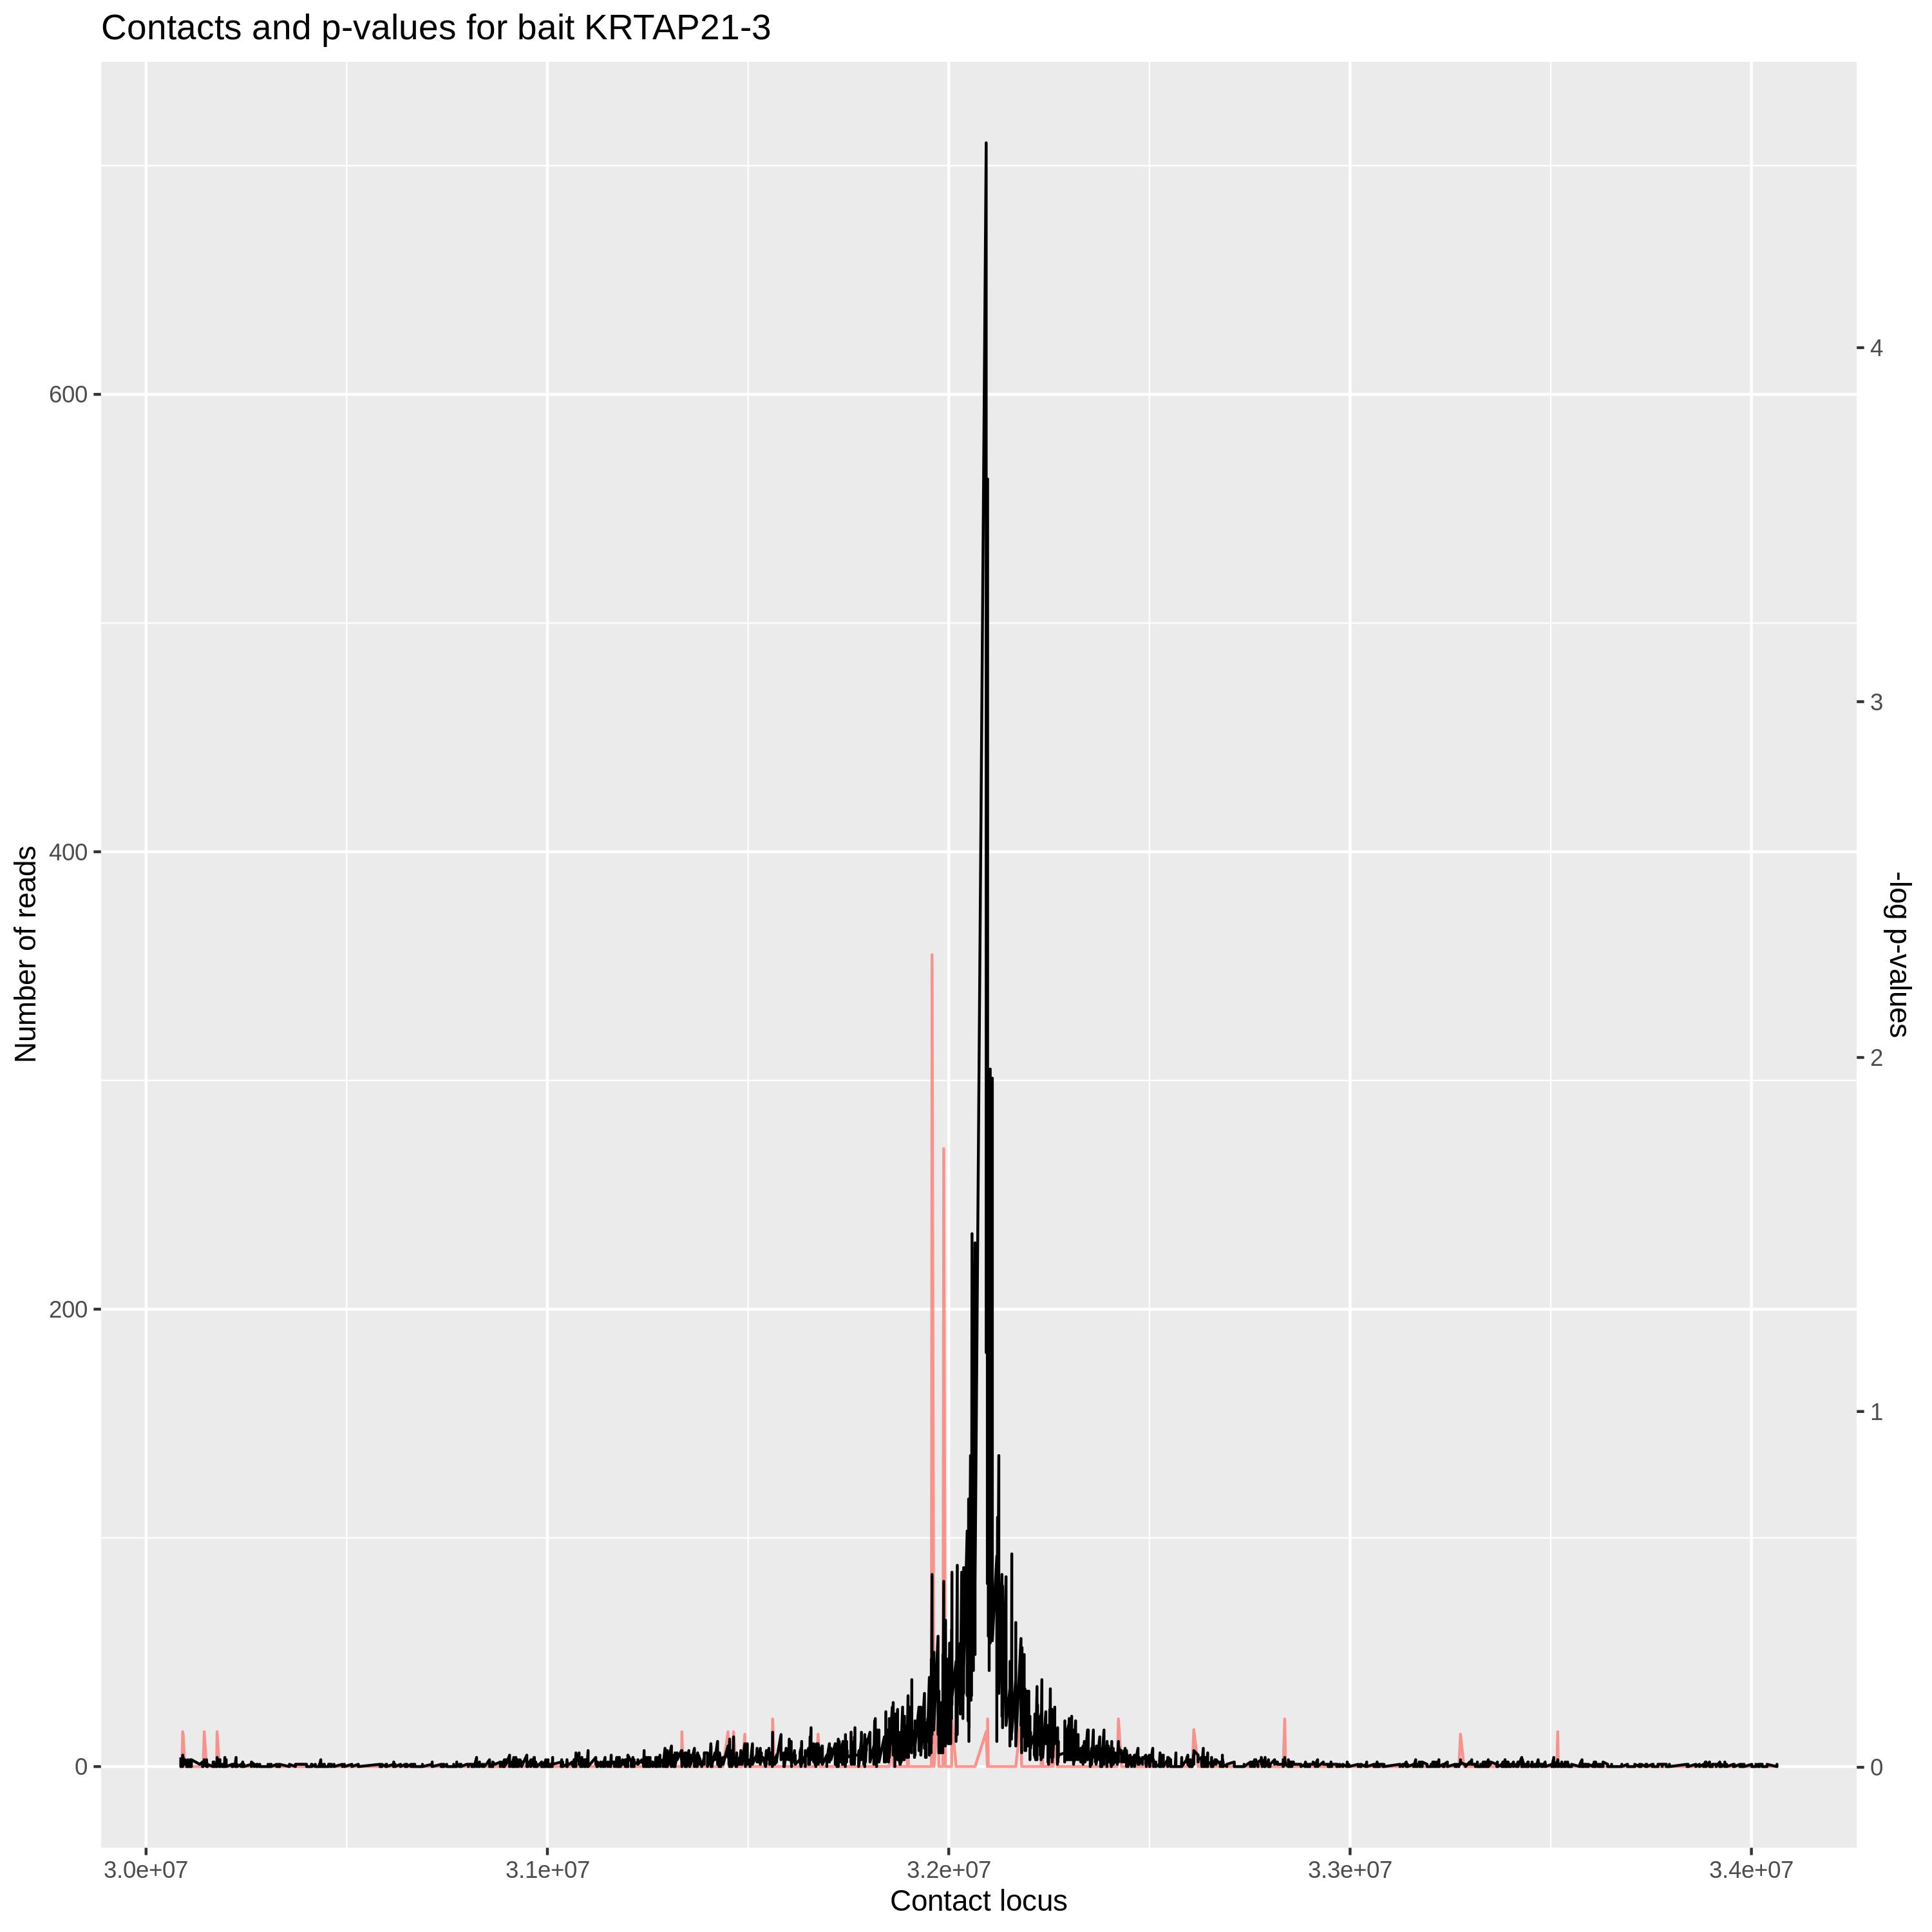 Contacts and p-values for bait KRTAP21-3
Number of reads
600
400
200
0
4
3
2
1
0
-log p-values
3.0e+07 3.1e+07 3.2e+07 3.3e+07 3.4e+07
Contact locus